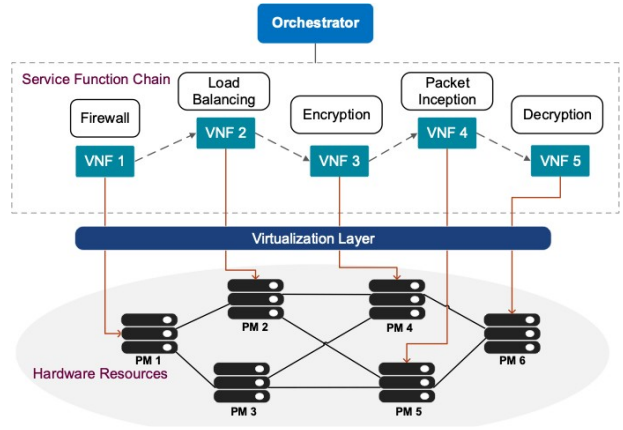 Orchestrator
Service Function Chain
Firewall
Load
Balancing
Encryption
Packet
Inception
Decryption
VNF 1
VNF 2
VNF 3
VNF 4
VNF 5
Virtualization Layer
PM 1
PM 2
PM 3
PM 4
PM 5
PM 6
Hardware Resources